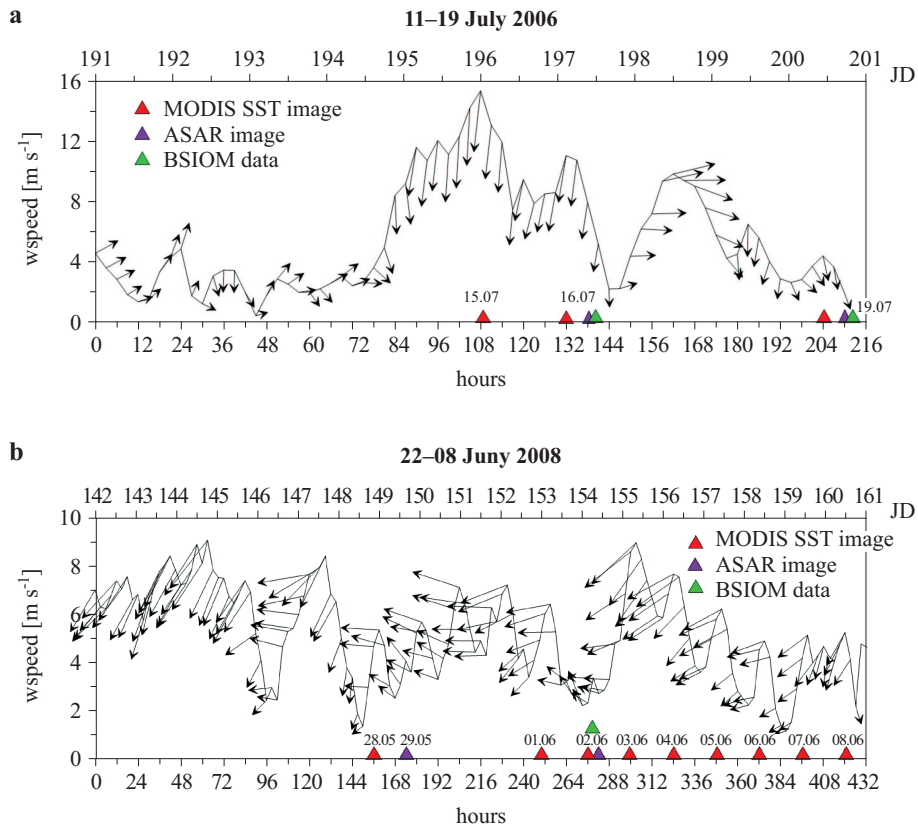 a
11–19 July 2006
191 192 193 194 195 196 197 198 199 200 201
JD
16
12
8
4
0
wspeed [m s⁻¹]
MODIS SST image
ASAR image
BSIOM data
15.07 16.07 19.07
0 12 24 36 48 60 72 84 96 108 120 132 144 156 168 180 192 204 216
hours
b
22–08 Juny 2008
142 143 144 145 146 147 148 149 150 151 152 153 154 155 156 157 158 159 160 161
JD
10
8
6
4
2
0
wspeed [m s⁻¹]
MODIS SST image
ASAR image
BSIOM data
28.05 29.05 01.06 02.06 03.06 04.06 05.06 06.06 07.06 08.06
0 24 48 72 96 120 144 168 192 216 240 264 288 312 336 360 384 408 432
hours